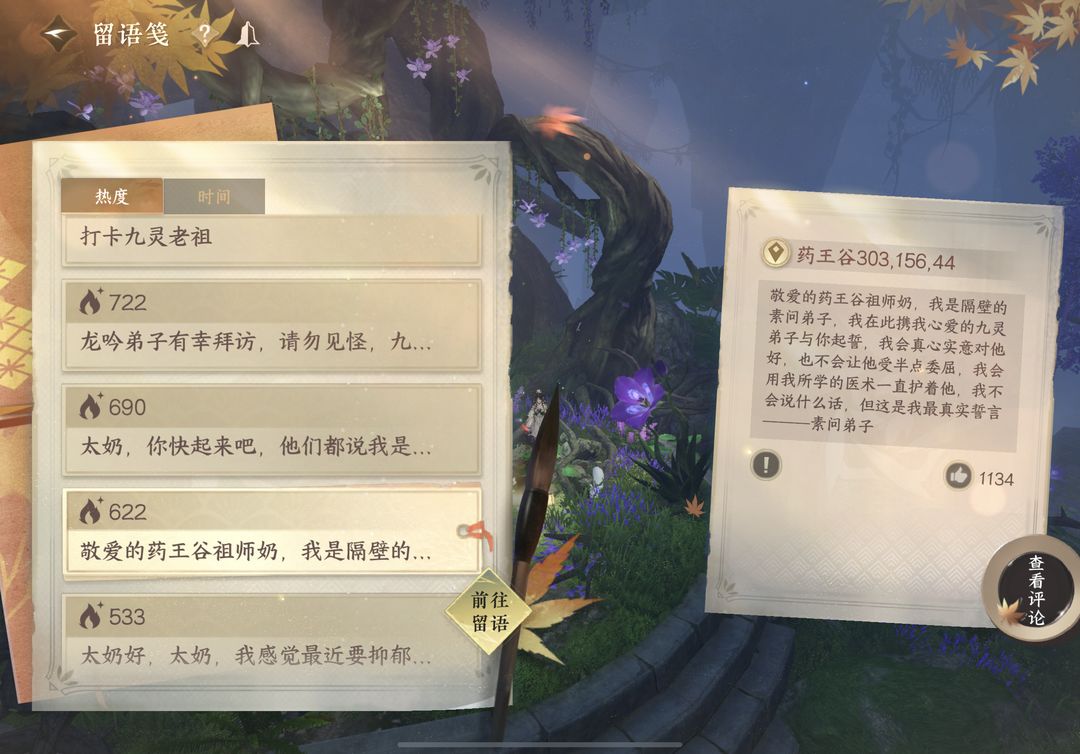 留语笺 ?
热度 时间
打卡九灵老祖
722
龙吟弟子有幸拜访，请勿见怪，九...
690
太奶，你快起来吧，他们都说我是...
622
敬爱的药王谷祖师奶，我是隔壁的...
533
太奶好，太奶，我感觉最近要抑郁...
前往
留语
药王谷303,156,44
敬爱的药王谷祖师奶，我是隔壁的
素问弟子，我在此携我心爱的九灵
弟子与你起誓，我会真心实意对他
好，也不会让他受半点委屈，我会
用我所学的医术一直护着他，我不
会说什么话，但这是我最真实誓言
———素问弟子
!
1134
查看评论